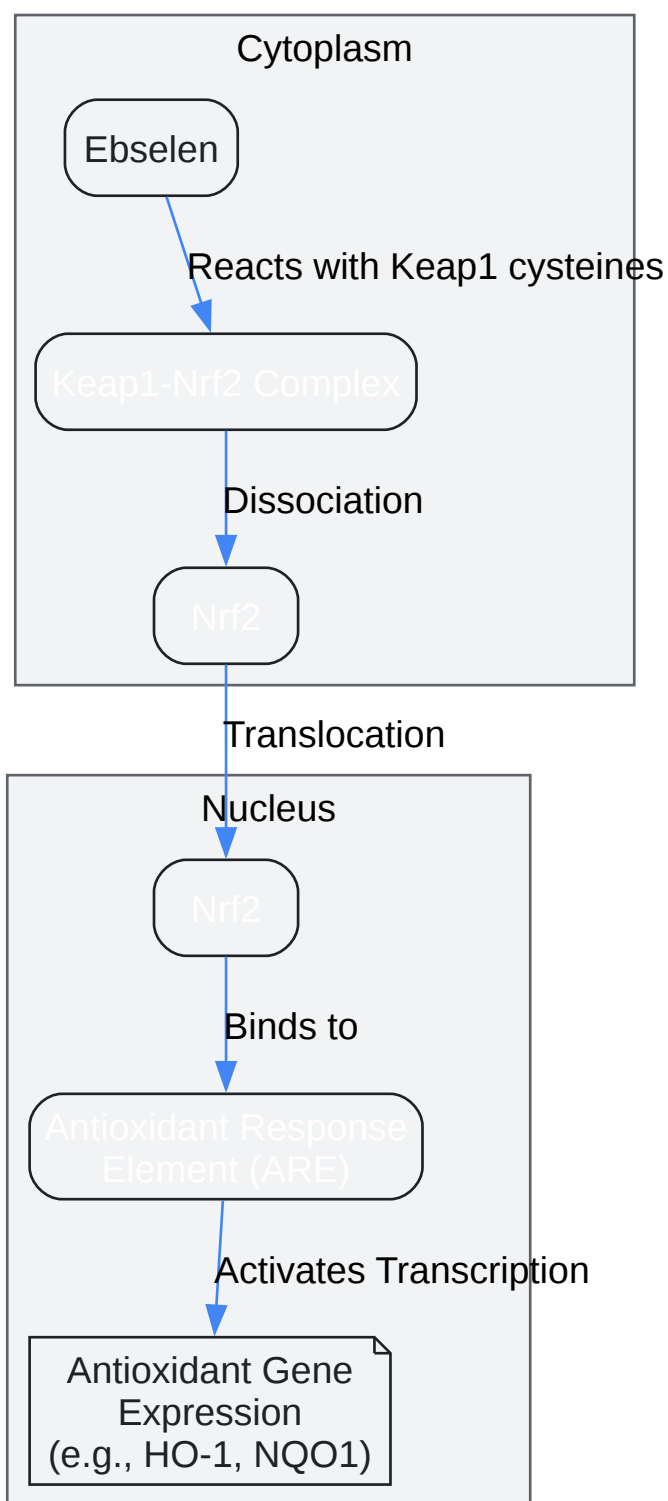 Cytoplasm
Ebselen
Reacts with Keap1 cysteines
Keap1-Nrf2 Complex
Dissociation
Nrf2
Translocation
Nucleus
Nrf2
Binds to
Antioxidant Response
Element (ARE)
Activates Transcription
Antioxidant Gene
Expression
(e.g., HO-1, NQO1)